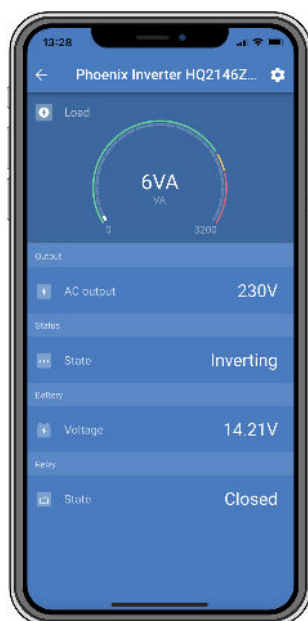 13:28
Phoenix Inverter HQ2146Z...
Load
6VA
VA
0 3200
Output
AC output 230V
Status
State Inverting
Battery
Voltage 14.21V
Relay
State Closed